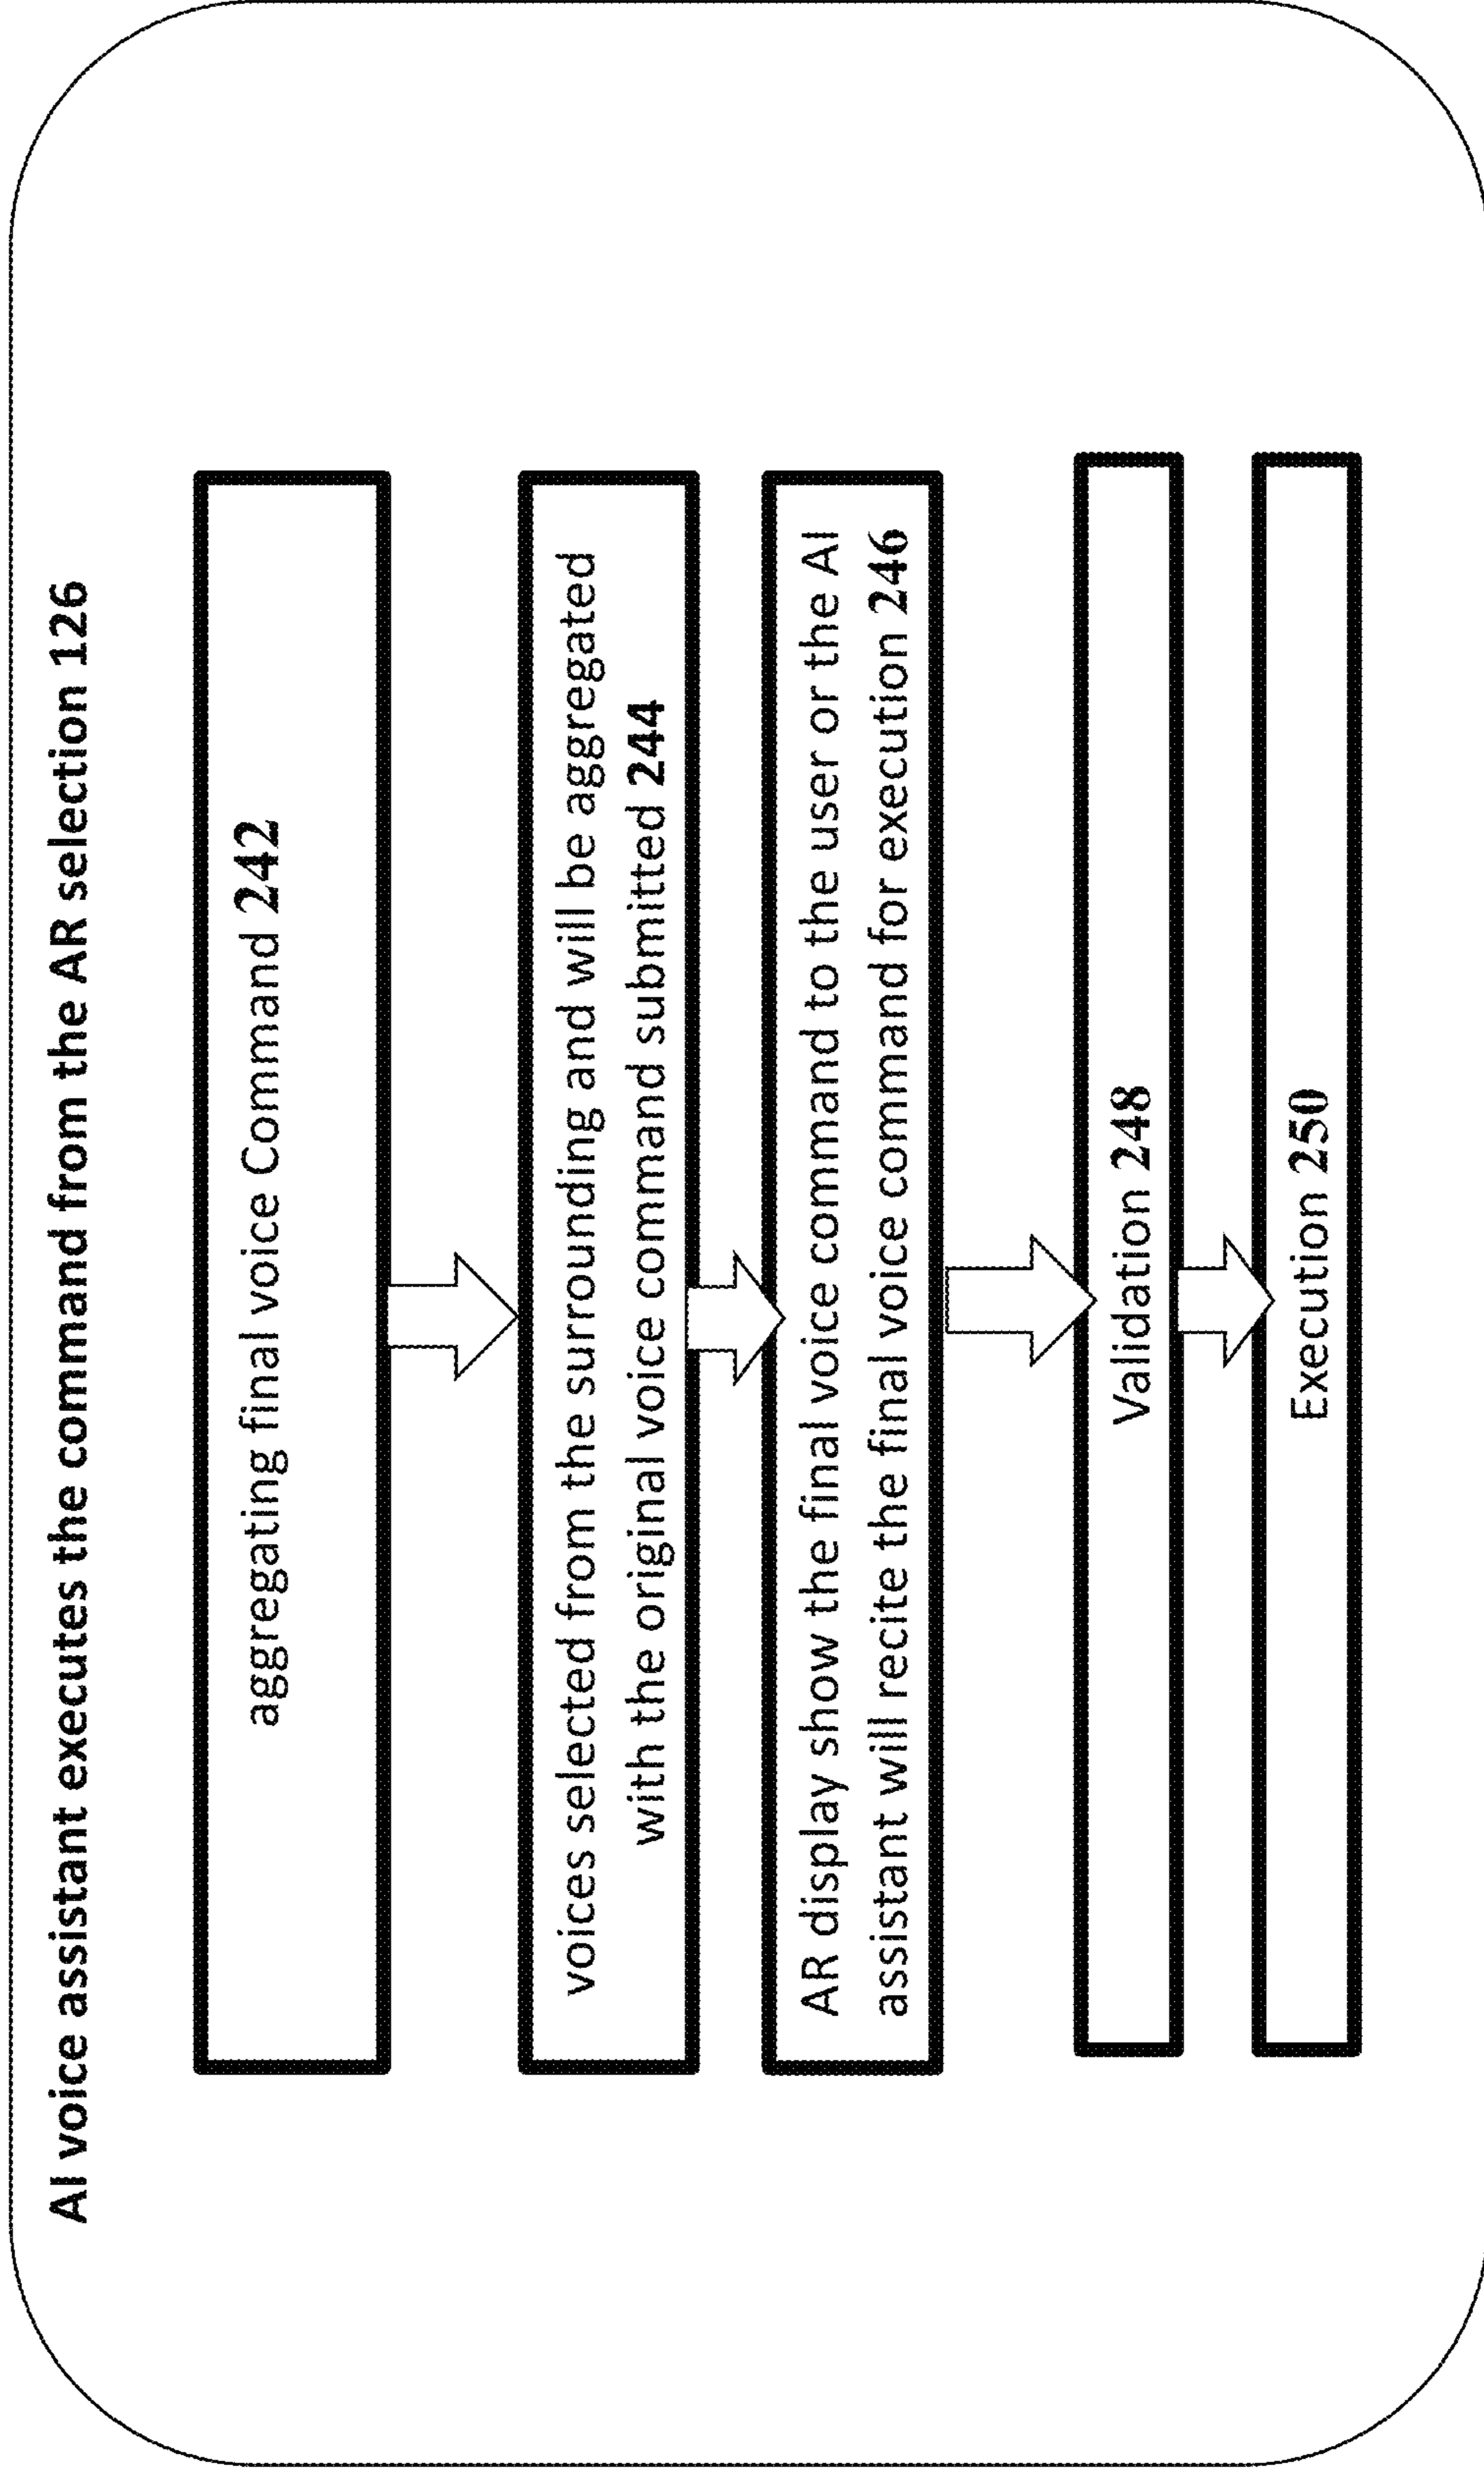 AI voice assistant executes the command from the AR selection 126
aggregating final voice Command 242
voices selected from the surrounding and will be aggregated
with the original voice command submitted 244
AR display show the final voice command to the user or the AI
assistant will recite the final voice command for execution 246
Validation 248
Execution 250